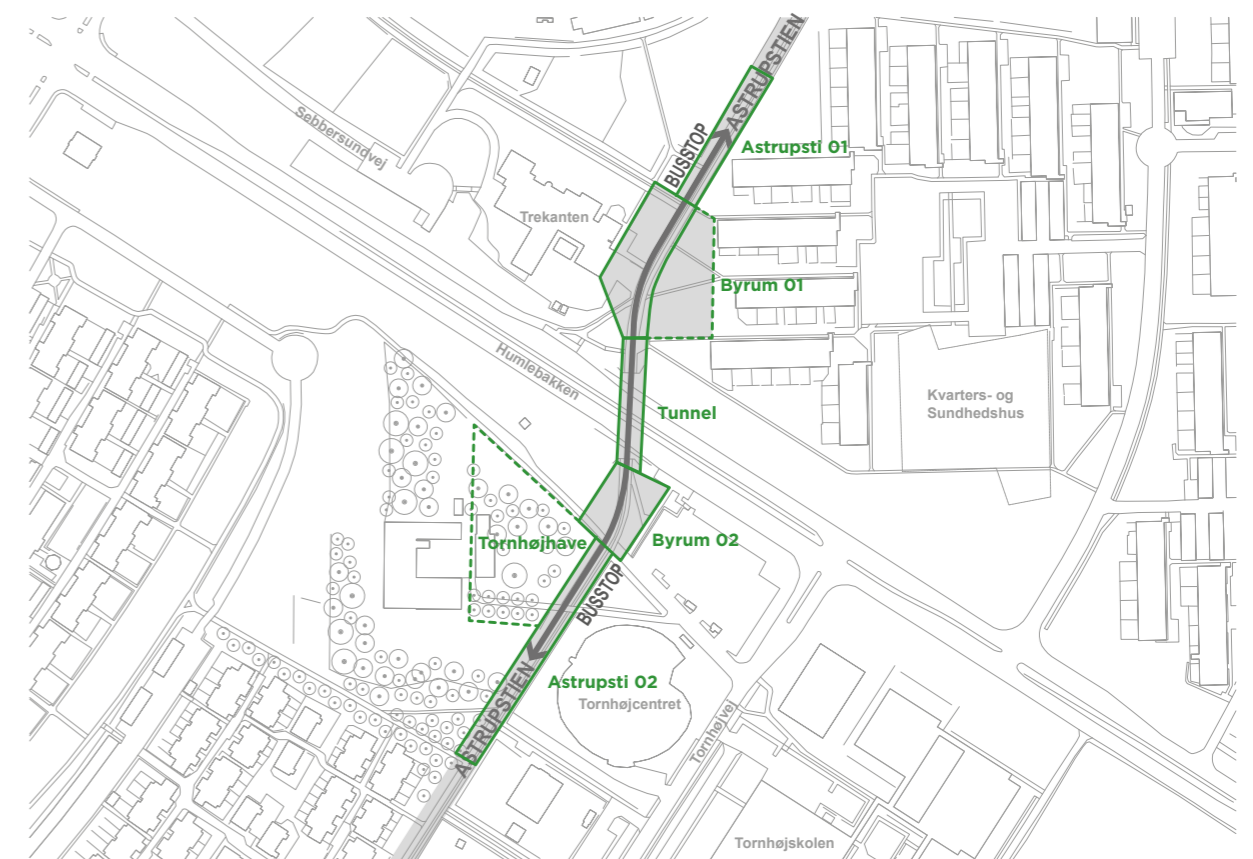 ASTRUPSTIEN
ASTRUPSTIEN
BUSSTOP
Sebbersundvej
Astrupsti 01
Trekanten
Byrum 01
Humlebakken
Kvarters- og
Sundhedshus
Tunnel
Tornhøjhave
Byrum 02
BUSSTOP
Astrupsti 02
Tornhøjcentret
ASTRUPSTIEN
Tornhøjvej
Tornhøjskolen